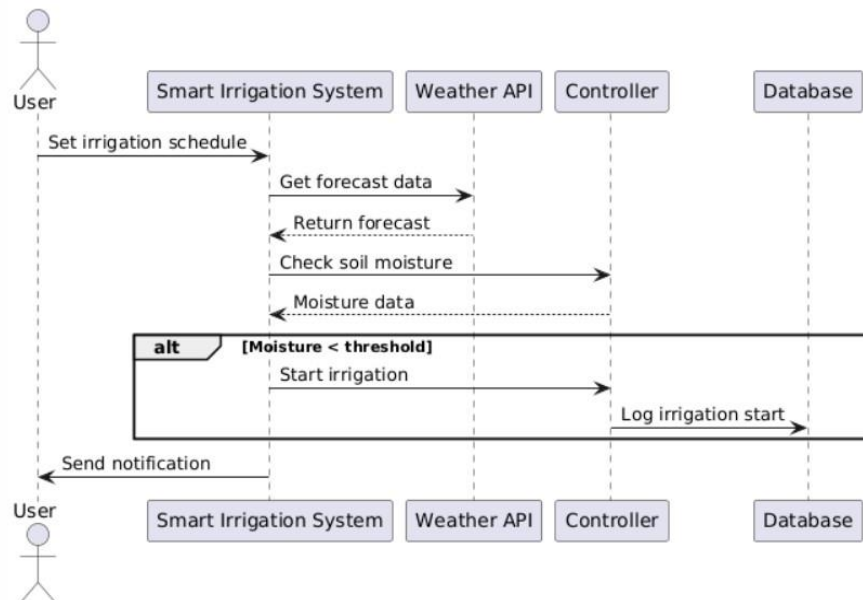 User
Smart Irrigation System
Weather API
Controller
Database
Set irrigation schedule
Get forecast data
Return forecast
Check soil moisture
Moisture data
alt
[Moisture < threshold]
Start irrigation
Log irrigation start
Send notification
User
Smart Irrigation System
Weather API
Controller
Database